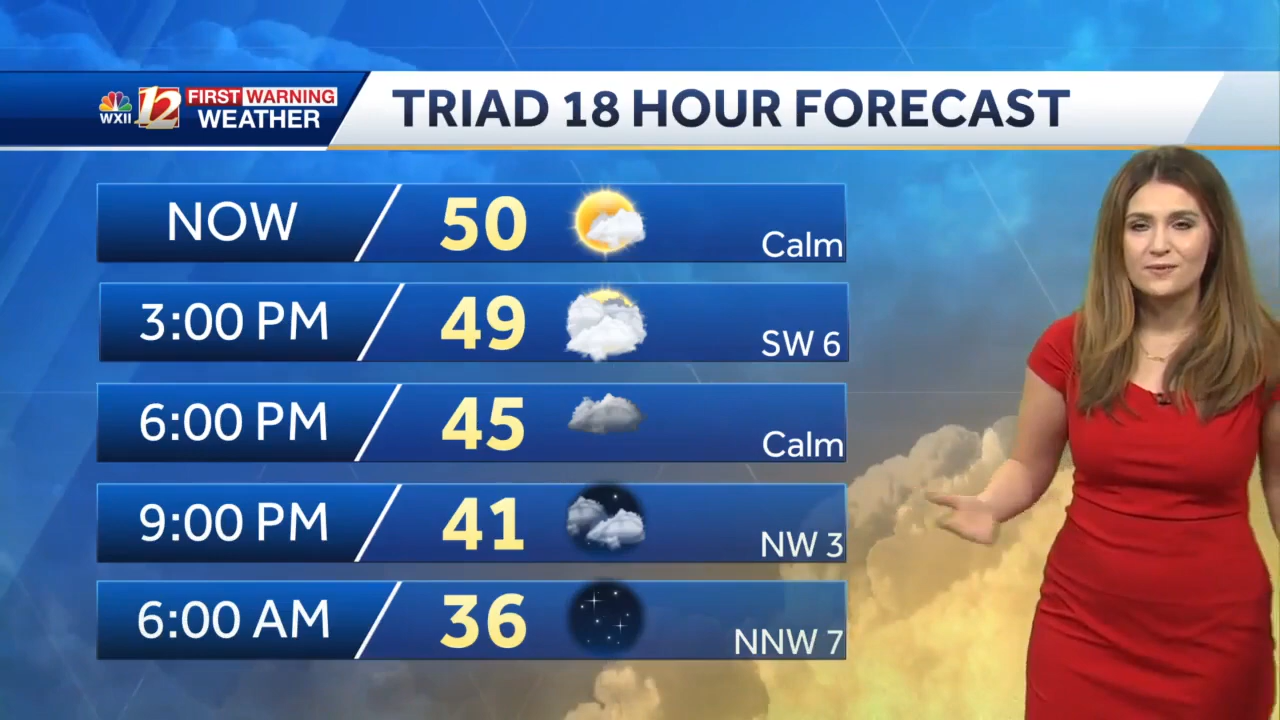 WXII 12 FIRST WARNING
WEATHER
TRIAD 18 HOUR FORECAST
NOW 50 Calm
3:00 PM 49 SW 6
6:00 PM 45 Calm
9:00 PM 41 NW 3
6:00 AM 36 NNW 7